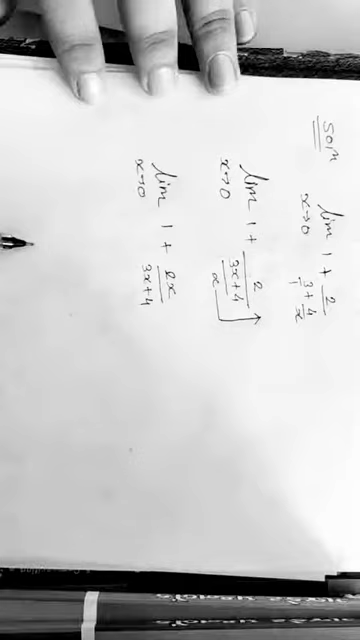 Soln
lim x→0 1 + 2/(3/1 + 4/x)
lim x→0 1 + 2/((3x+4)/x)
lim x→0 1 + 2x/(3x+4)